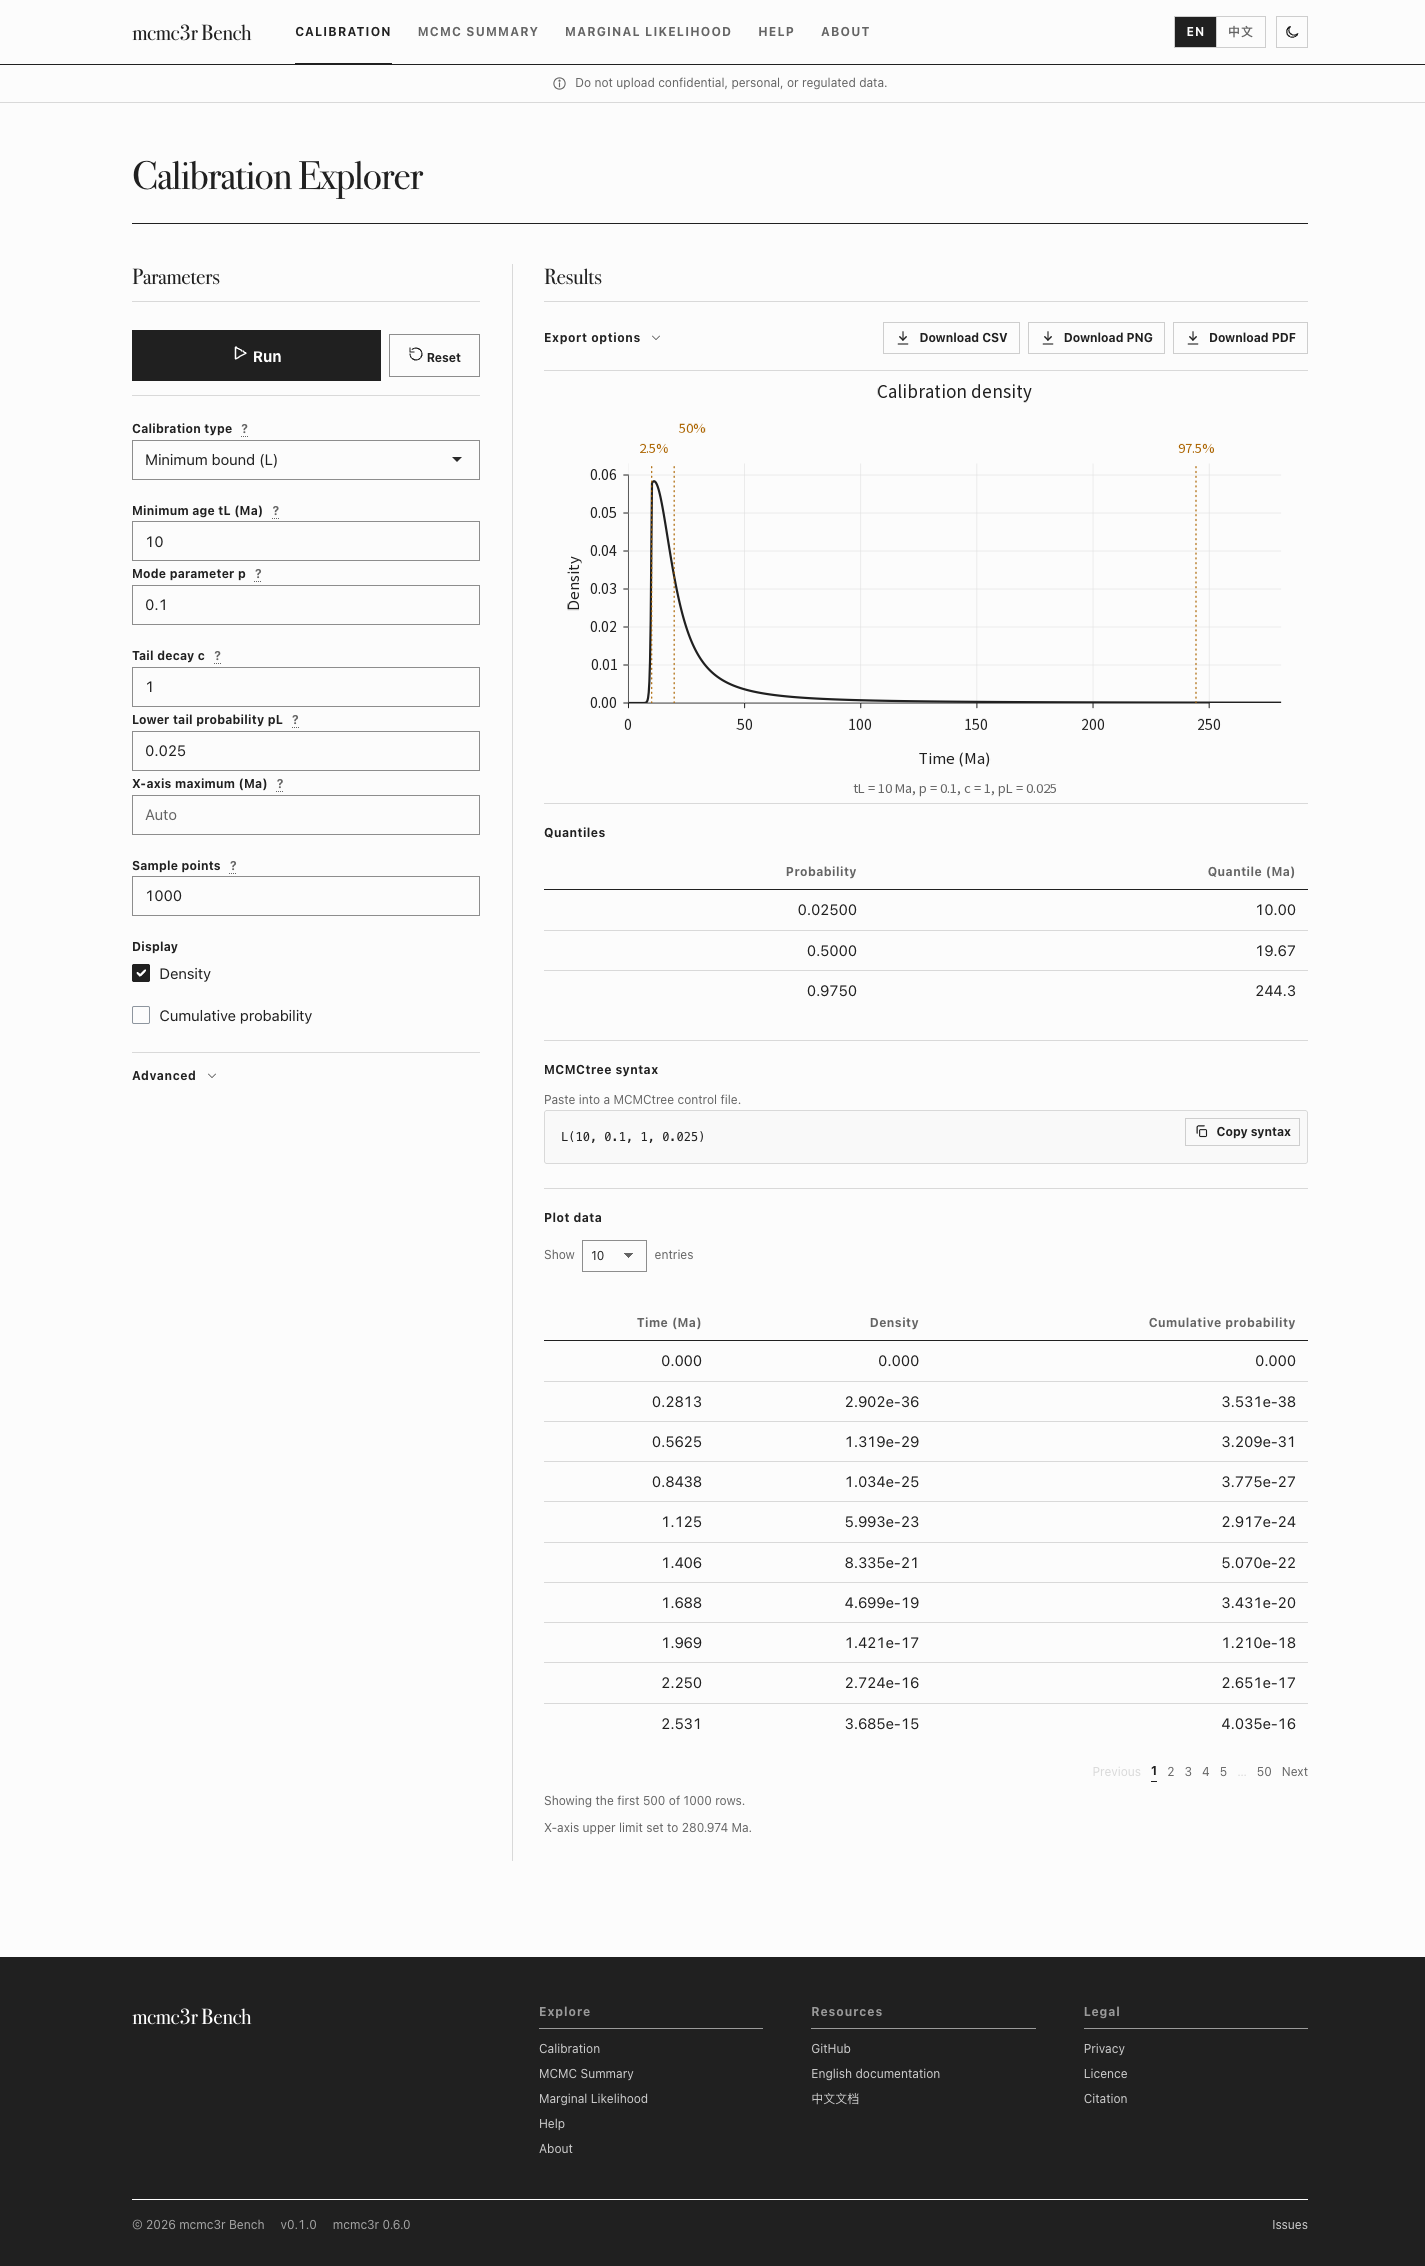 mcmc3r Bench CALIBRATION MCMC SUMMARY MARGINAL LIKELIHOOD HELP ABOUT EN 中文
Do not upload confidential, personal, or regulated data.
Calibration Explorer
Parameters
Run Reset
Calibration type ?
Minimum bound (L)
Minimum age tL (Ma) ?
10
Mode parameter p ?
0.1
Tail decay c ?
1
Lower tail probability pL ?
0.025
X-axis maximum (Ma) ?
Auto
Sample points ?
1000
Display
Density
Cumulative probability
Advanced
Results
Export options Download CSV Download PNG Download PDF
Calibration density
50%
2.5% 97.5%
0.06
0.05
0.04
0.03
0.02
0.01
0.00
Density
0 50 100 150 200 250
Time (Ma)
tL = 10 Ma, p = 0.1, c = 1, pL = 0.025
Quantiles
Probability Quantile (Ma)
0.02500 10.00
0.5000 19.67
0.9750 244.3
MCMCtree syntax
Paste into a MCMCtree control file.
L(10, 0.1, 1, 0.025) Copy syntax
Plot data
Show 10 entries
Time (Ma) Density Cumulative probability
0.000 0.000 0.000
0.2813 2.902e-36 3.531e-38
0.5625 1.319e-29 3.209e-31
0.8438 1.034e-25 3.775e-27
1.125 5.993e-23 2.917e-24
1.406 8.335e-21 5.070e-22
1.688 4.699e-19 3.431e-20
1.969 1.421e-17 1.210e-18
2.250 2.724e-16 2.651e-17
2.531 3.685e-15 4.035e-16
Previous 1 2 3 4 5 … 50 Next
Showing the first 500 of 1000 rows.
X-axis upper limit set to 280.974 Ma.
mcmc3r Bench
Explore
Calibration
MCMC Summary
Marginal Likelihood
Help
About
Resources
GitHub
English documentation
中文文档
Legal
Privacy
Licence
Citation
© 2026 mcmc3r Bench v0.1.0 mcmc3r 0.6.0 Issues